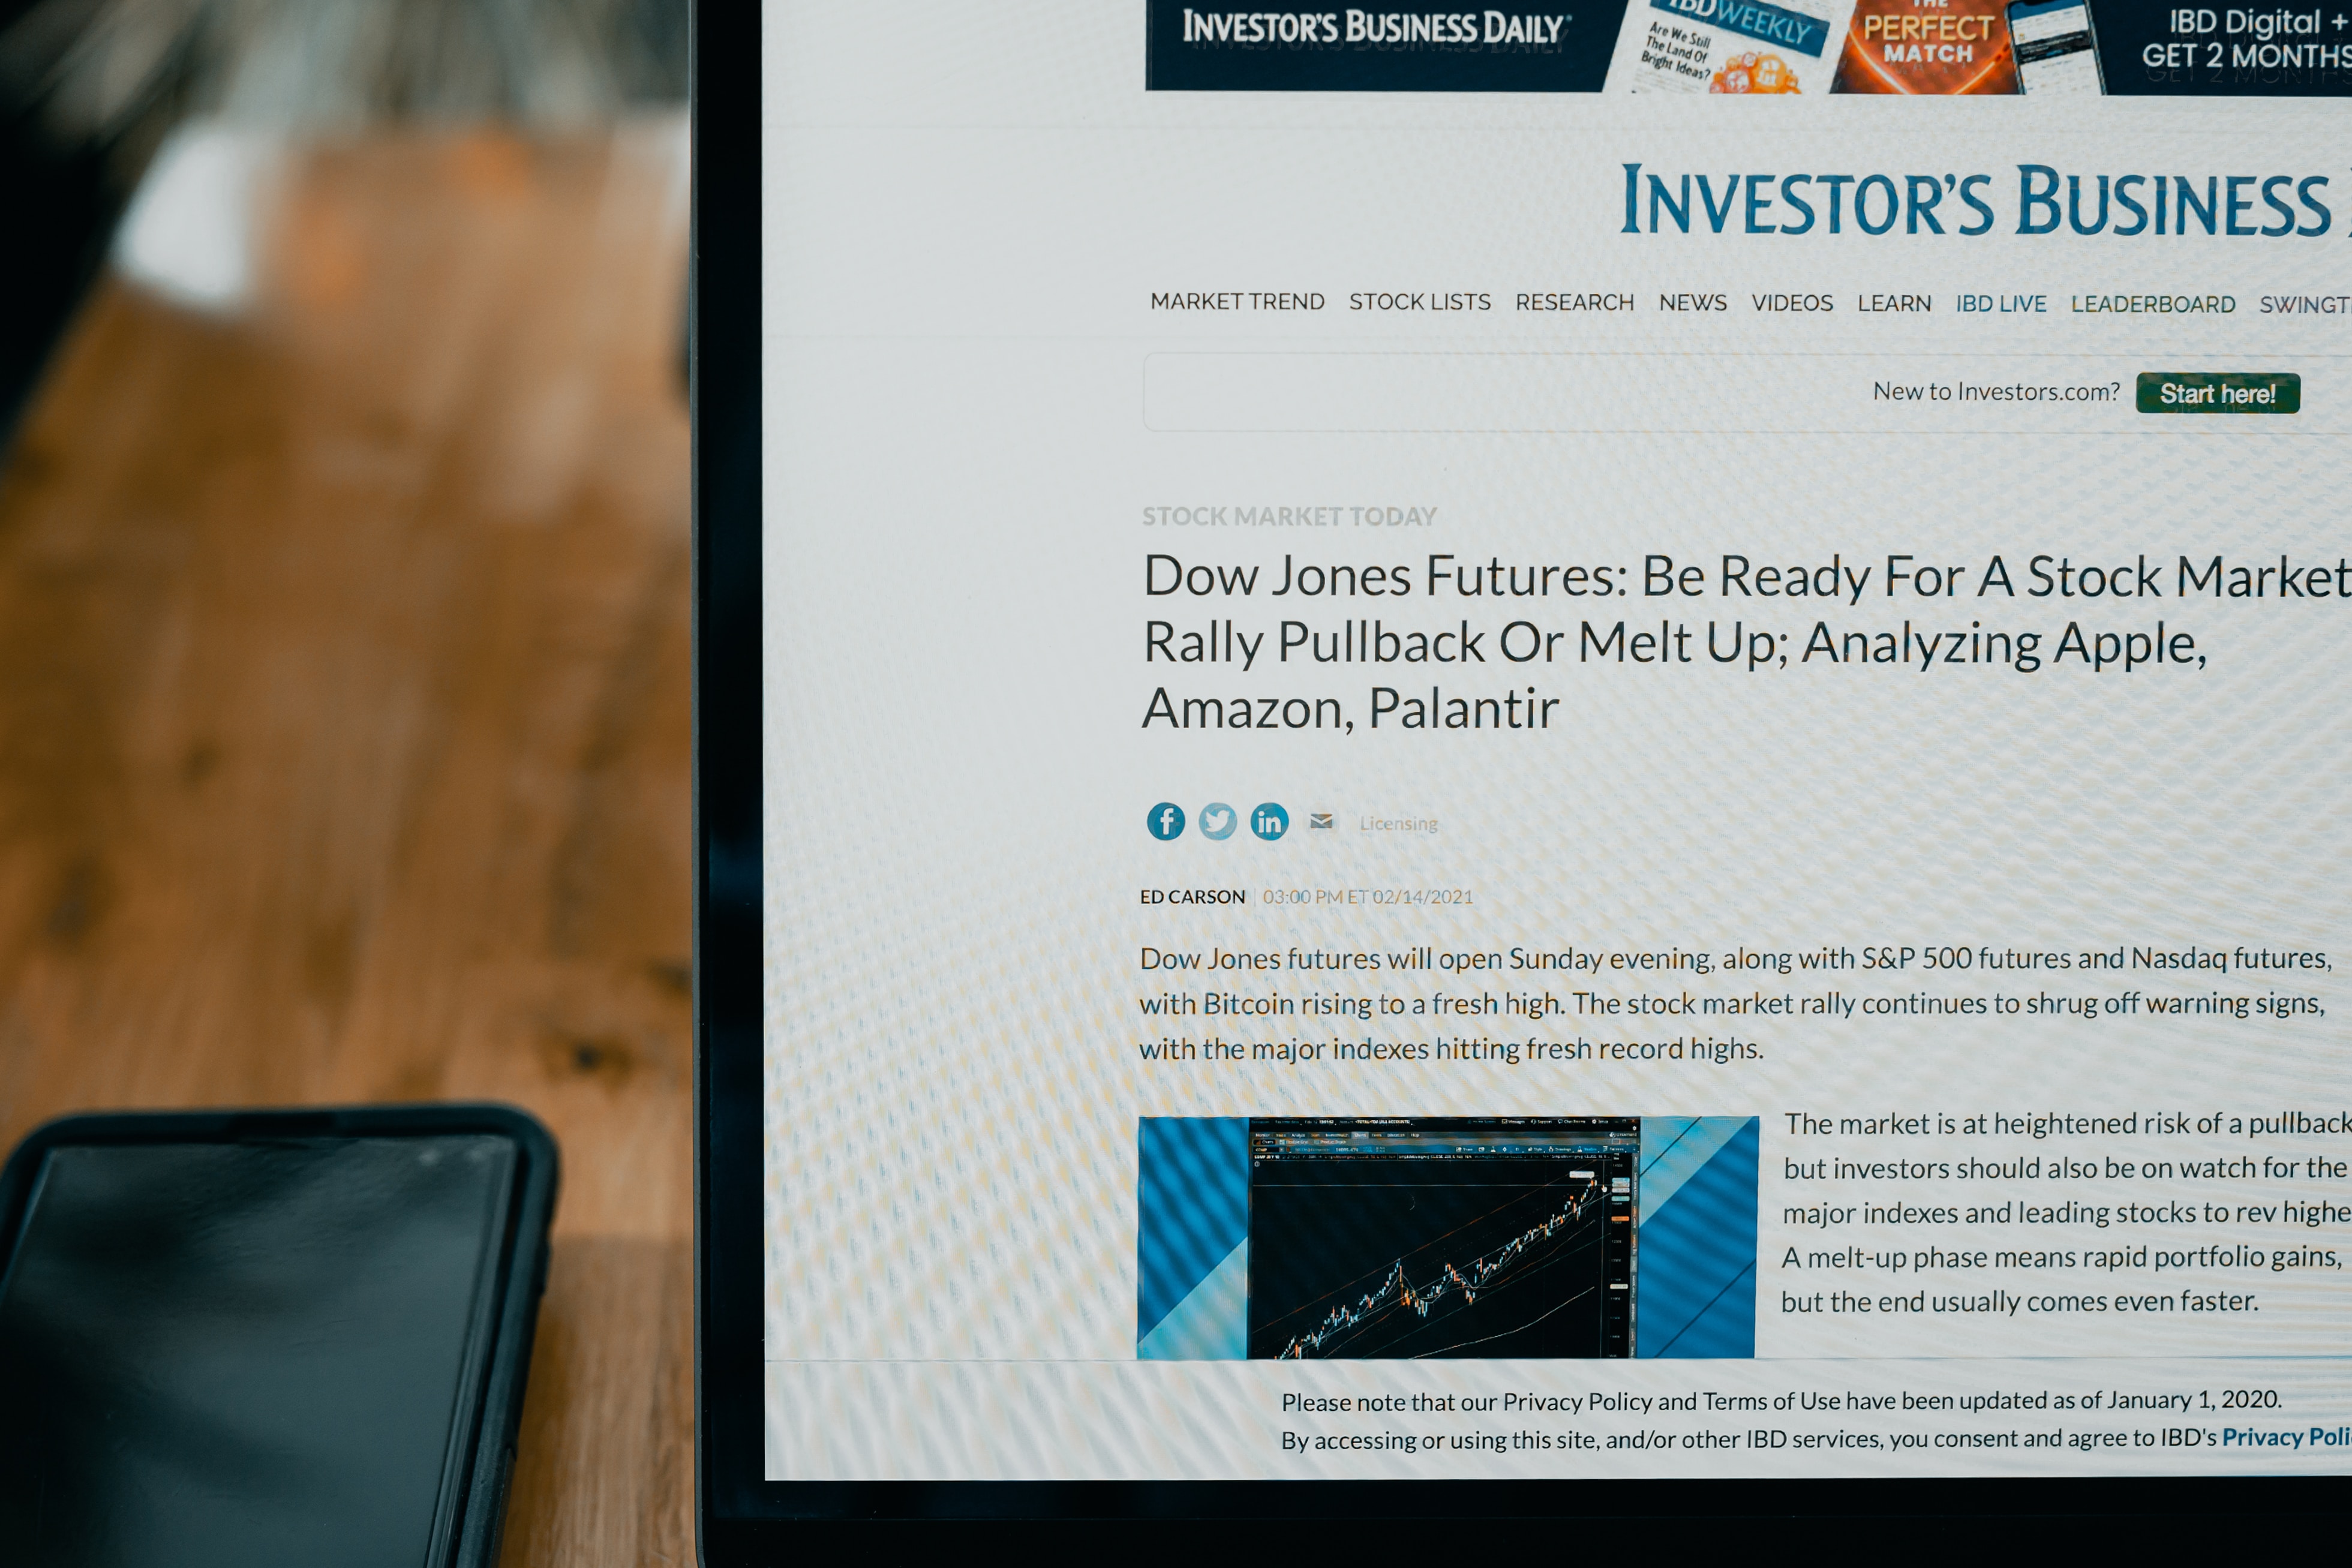 INVESTOR'S BUSINESS DAILY
IBD WEEKLY
Are We Still
The Land Of
Bright Ideas?
THE
PERFECT
MATCH
IBD Digital +
GET 2 MONTHS
INVESTOR'S BUSINESS
MARKET TREND STOCK LISTS RESEARCH NEWS VIDEOS LEARN IBD LIVE LEADERBOARD SWINGT
New to Investors.com? Start here!
STOCK MARKET TODAY
Dow Jones Futures: Be Ready For A Stock Market
Rally Pullback Or Melt Up; Analyzing Apple,
Amazon, Palantir
Licensing
ED CARSON | 03:00 PM ET 02/14/2021
Dow Jones futures will open Sunday evening, along with S&P 500 futures and Nasdaq futures,
with Bitcoin rising to a fresh high. The stock market rally continues to shrug off warning signs,
with the major indexes hitting fresh record highs.
The market is at heightened risk of a pullback
but investors should also be on watch for the
major indexes and leading stocks to rev highe
A melt-up phase means rapid portfolio gains,
but the end usually comes even faster.
Please note that our Privacy Policy and Terms of Use have been updated as of January 1, 2020.
By accessing or using this site, and/or other IBD services, you consent and agree to IBD's Privacy Poli